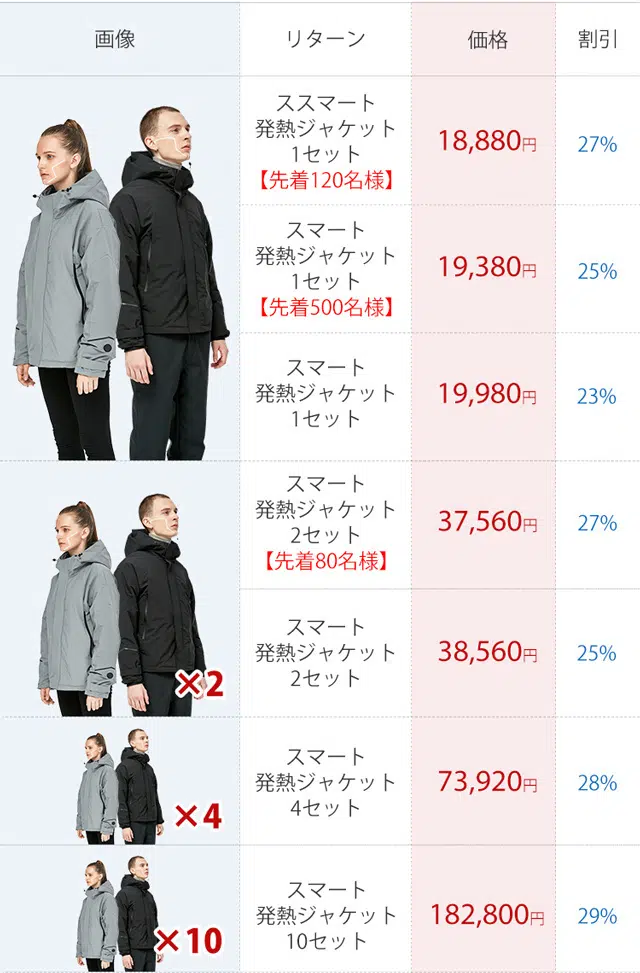 画像
リターン
価格
割引
ススマート
発熱ジャケット
1セット
【先着120名様】
18,880円
27%
スマート
発熱ジャケット
1セット
【先着500名様】
19,380円
25%
スマート
発熱ジャケット
1セット
19,980円
23%
スマート
発熱ジャケット
2セット
【先着80名様】
37,560円
27%
×2
スマート
発熱ジャケット
2セット
38,560円
25%
×4
スマート
発熱ジャケット
4セット
73,920円
28%
×10
スマート
発熱ジャケット
10セット
182,800円
29%